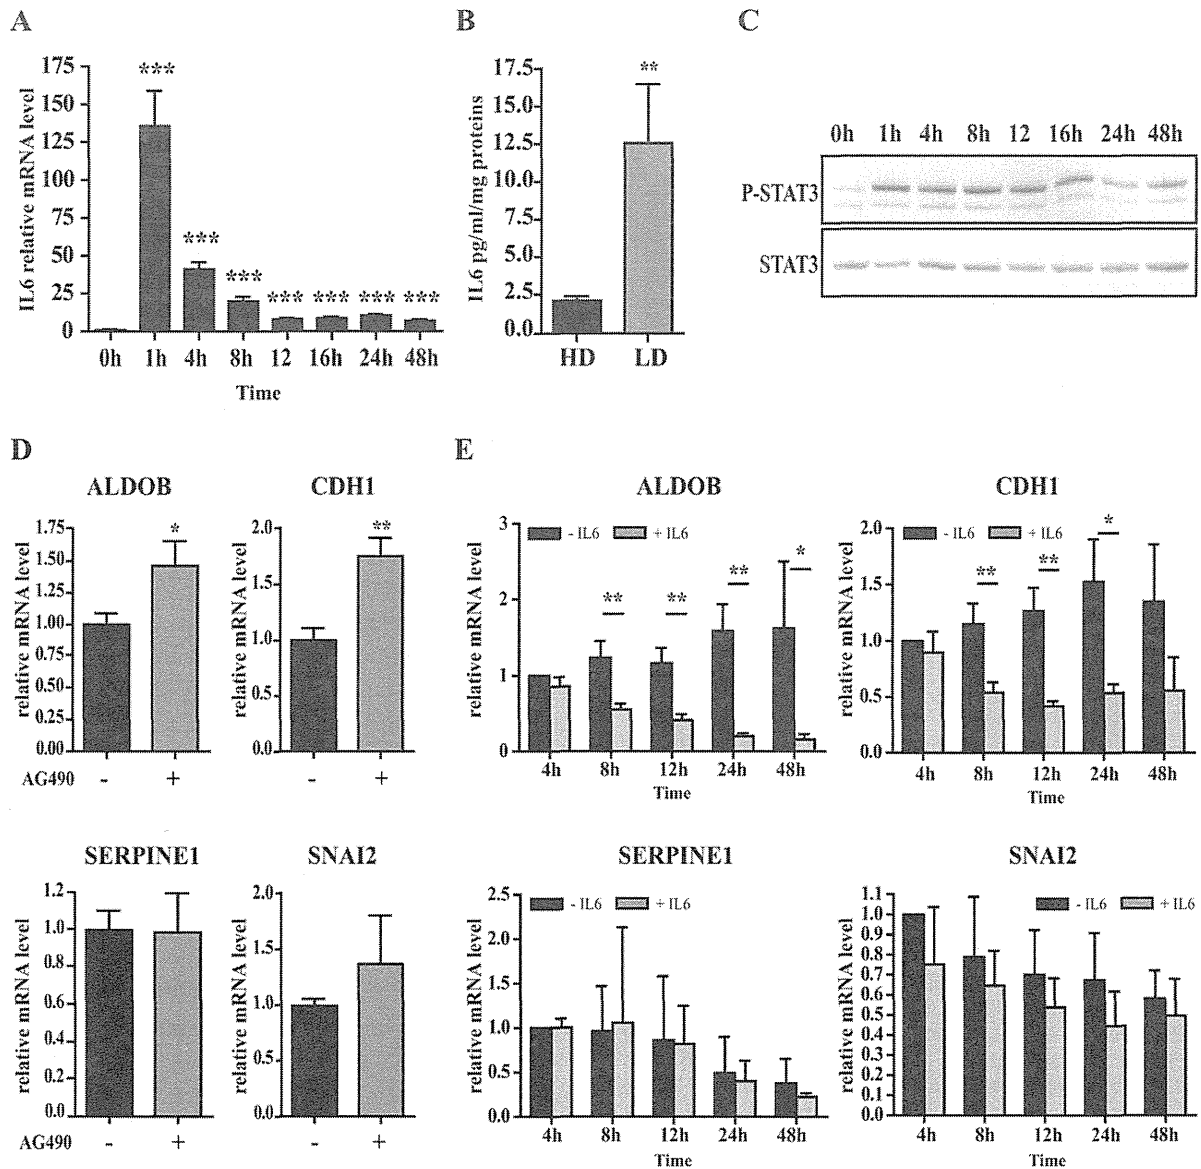 A
IL6 relative mRNA level
175
150
125
100
75
50
25
0
***
***
***
***
***
***
***
0h 1h 4h 8h 12 16h 24h 48h
Time
B
IL6 pg/ml/mg proteins
17.5
15.0
12.5
10.0
7.5
5.0
2.5
0.0
**
HD LD
C
0h 1h 4h 8h 12 16h 24h 48h
P-STAT3
STAT3
D
ALDOB
relative mRNA level
1.75
1.50
1.25
1.00
0.75
0.50
0.25
0.00
*
AG490 - +
CDH1
relative mRNA level
2.0
1.5
1.0
0.5
0.0
**
- +
SERPINE1
relative mRNA level
1.2
1.0
0.8
0.6
0.4
0.2
0.0
AG490 - +
SNAI2
relative mRNA level
2.0
1.5
1.0
0.5
0.0
- +
E
ALDOB
- IL6 + IL6
relative mRNA level
3
2
1
0
**
**
**
*
4h 8h 12h 24h 48h
Time
CDH1
- IL6 + IL6
relative mRNA level
2.0
1.5
1.0
0.5
0.0
**
**
*
4h 8h 12h 24h 48h
Time
SERPINE1
- IL6 + IL6
relative mRNA level
2.5
2.0
1.5
1.0
0.5
0.0
4h 8h 12h 24h 48h
Time
SNAI2
- IL6 + IL6
relative mRNA level
1.1
1.0
0.9
0.8
0.7
0.6
0.5
0.4
0.3
0.2
0.1
0.0
4h 8h 12h 24h 48h
Time